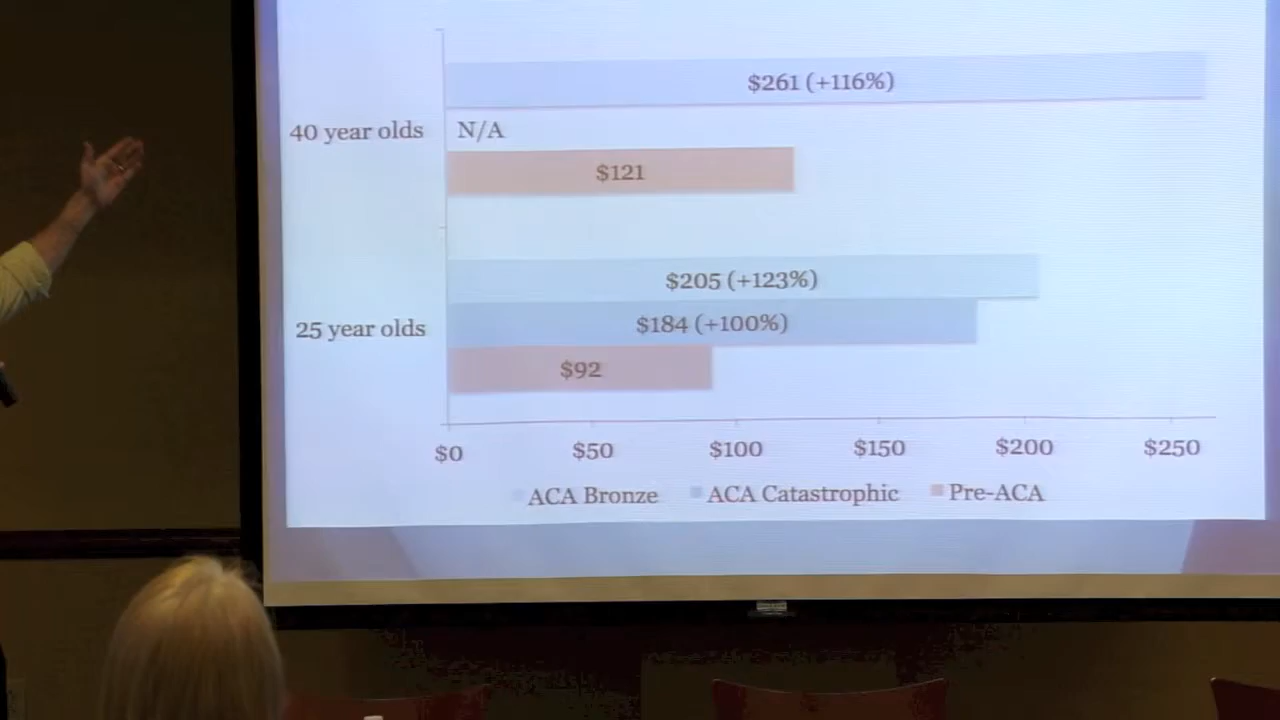 $261 (+116%)
40 year olds
N/A
$121
$205 (+123%)
25 year olds
$184 (+100%)
$92
$0 $50 $100 $150 $200 $250
ACA Bronze ACA Catastrophic Pre-ACA